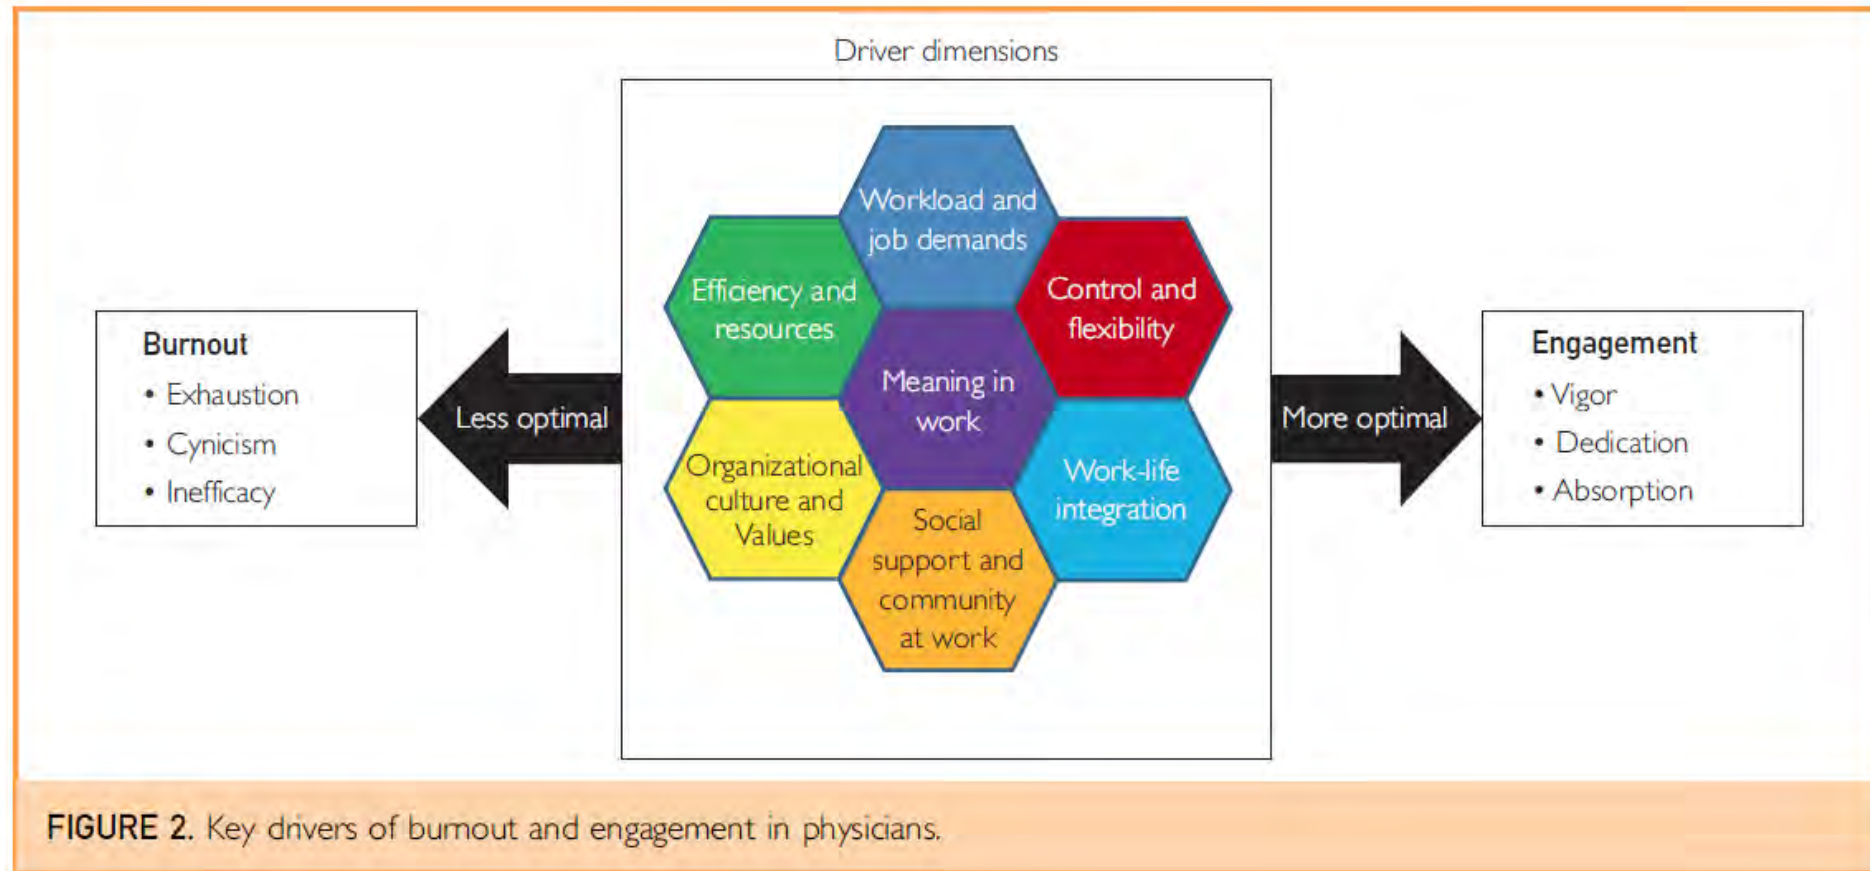 Driver dimensions
Workload and
job demands
Efficiency and
resources
Control and
flexibility
Meaning in
work
Organizational
culture and
Values
Work-life
integration
Social
support and
community
at work
Burnout
• Exhaustion
• Cynicism
• Inefficacy
Less optimal
More optimal
Engagement
• Vigor
• Dedication
• Absorption
FIGURE 2. Key drivers of burnout and engagement in physicians.